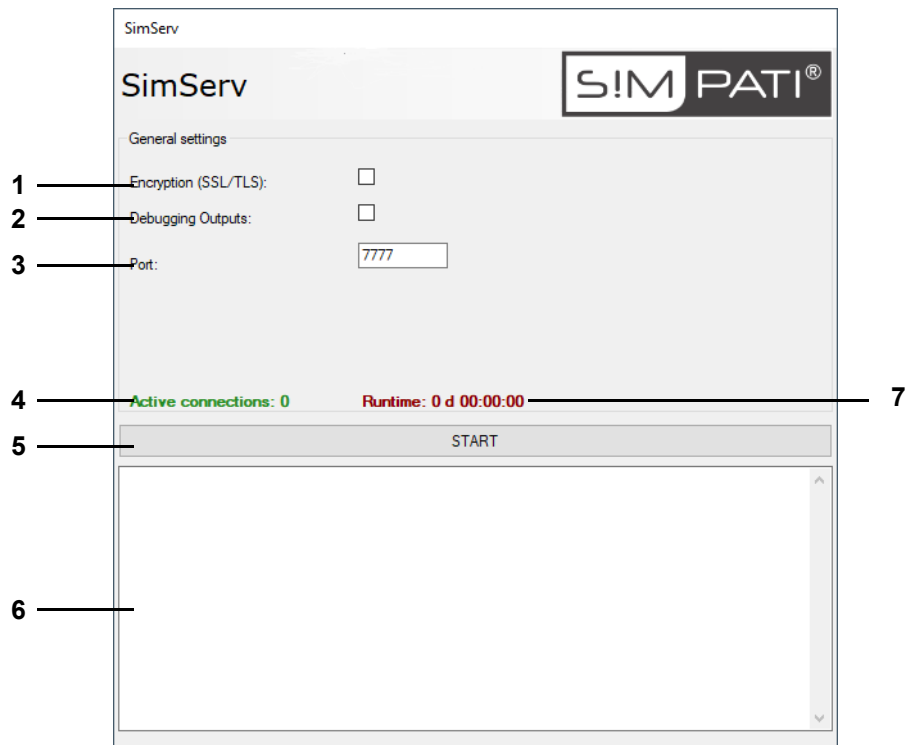 SimServ
SimServ
S!M PATI®
General settings
1 Encryption (SSL/TLS):
2 Debugging Outputs:
3 Port: 7777
4 Active connections: 0 Runtime: 0 d 00:00:00 7
5 START
6